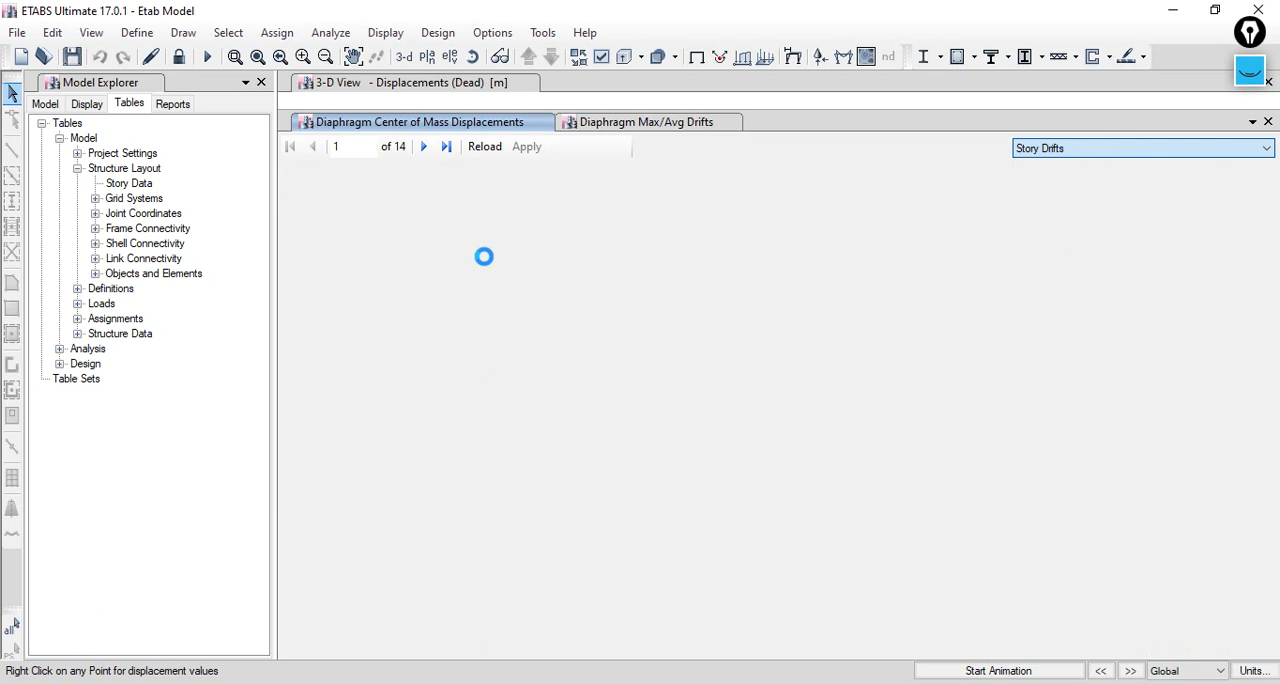 ETABS Ultimate 17.0.1 - Etab Model
File Edit View Define Draw Select Assign Analyze Display Design Options Tools Help
3-d nd
Model Explorer
3-D View - Displacements (Dead) [m]
Model Display Tables Reports
Diaphragm Center of Mass Displacements
Diaphragm Max/Avg Drifts
1 of 14 Reload Apply
Story Drifts
Tables
Model
Project Settings
Structure Layout
Story Data
Grid Systems
Joint Coordinates
Frame Connectivity
Shell Connectivity
Link Connectivity
Objects and Elements
Definitions
Loads
Assignments
Structure Data
Analysis
Design
Table Sets
all
Right Click on any Point for displacement values
Start Animation << >> Global Units...